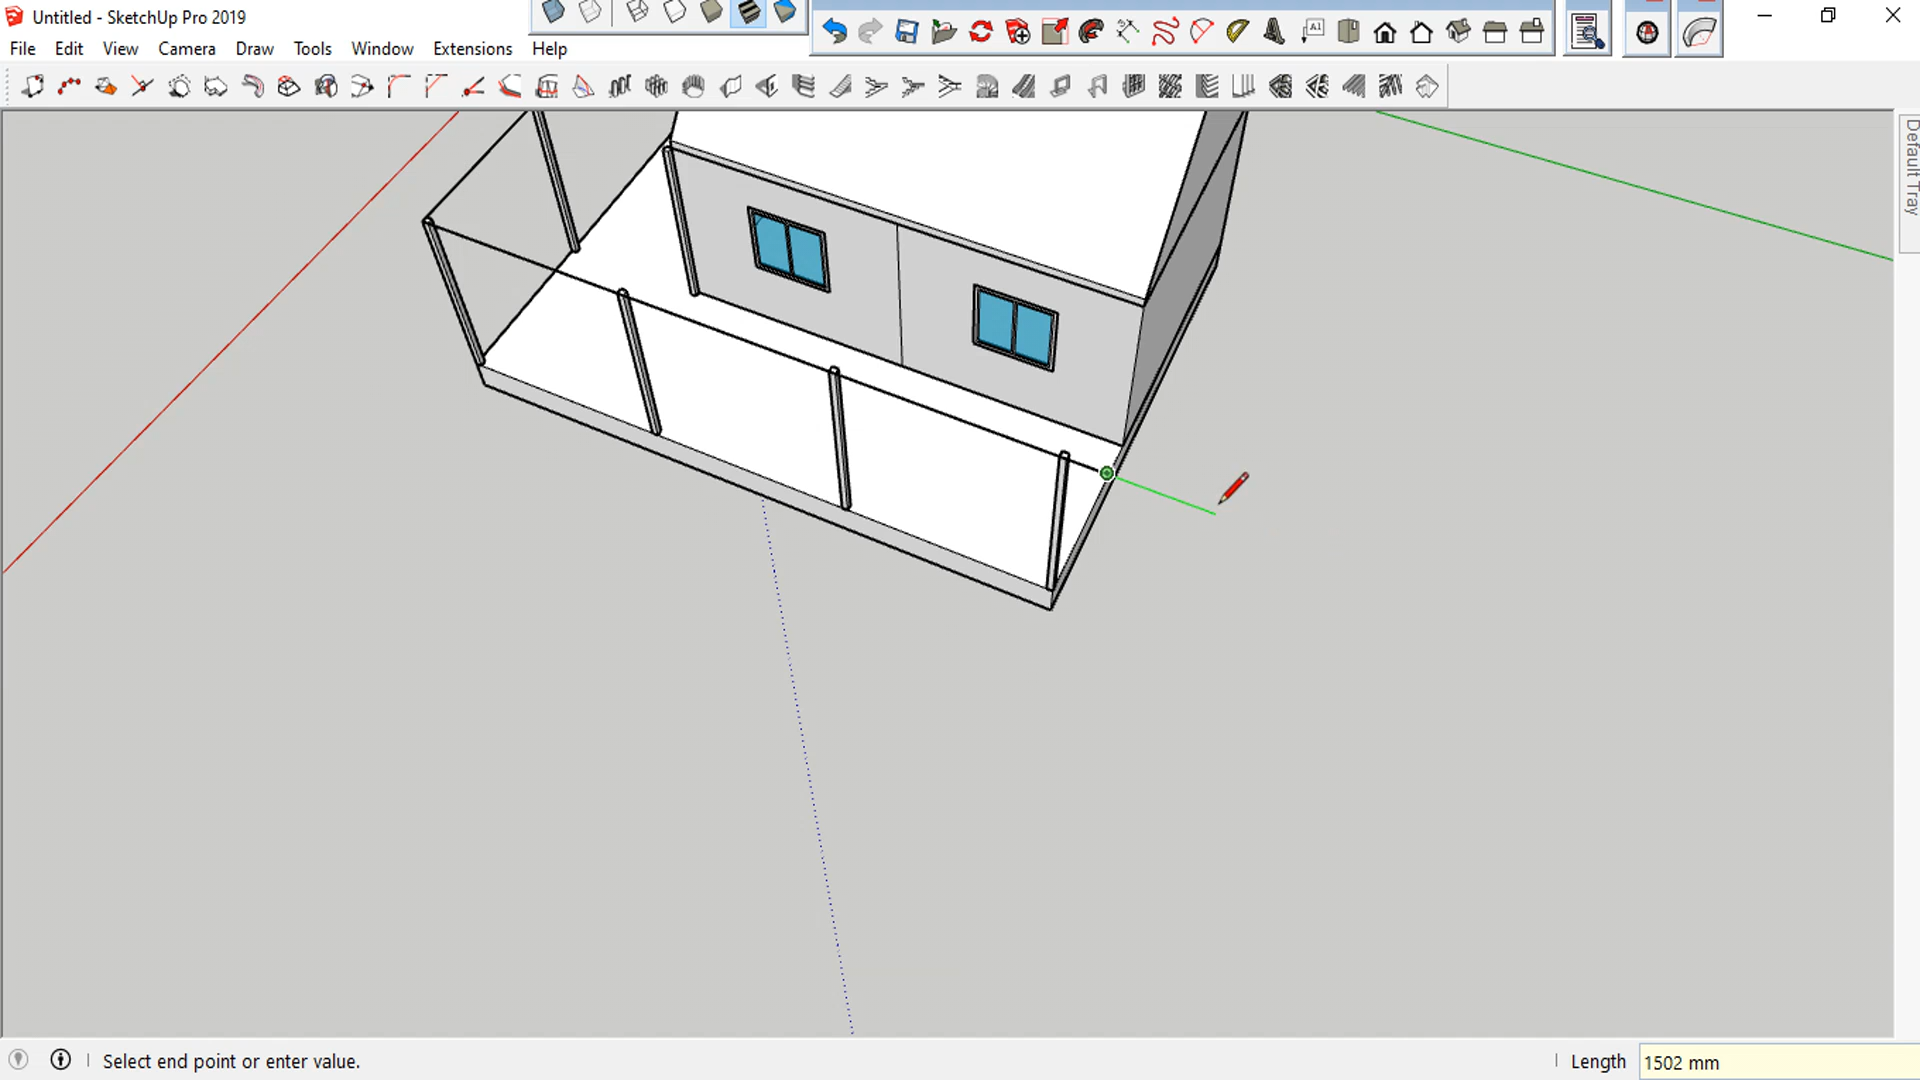 Untitled - SketchUp Pro 2019
File Edit View Camera Draw Tools Window Extensions Help
A1
Default Tray
Select end point or enter value.
Length 1502 mm